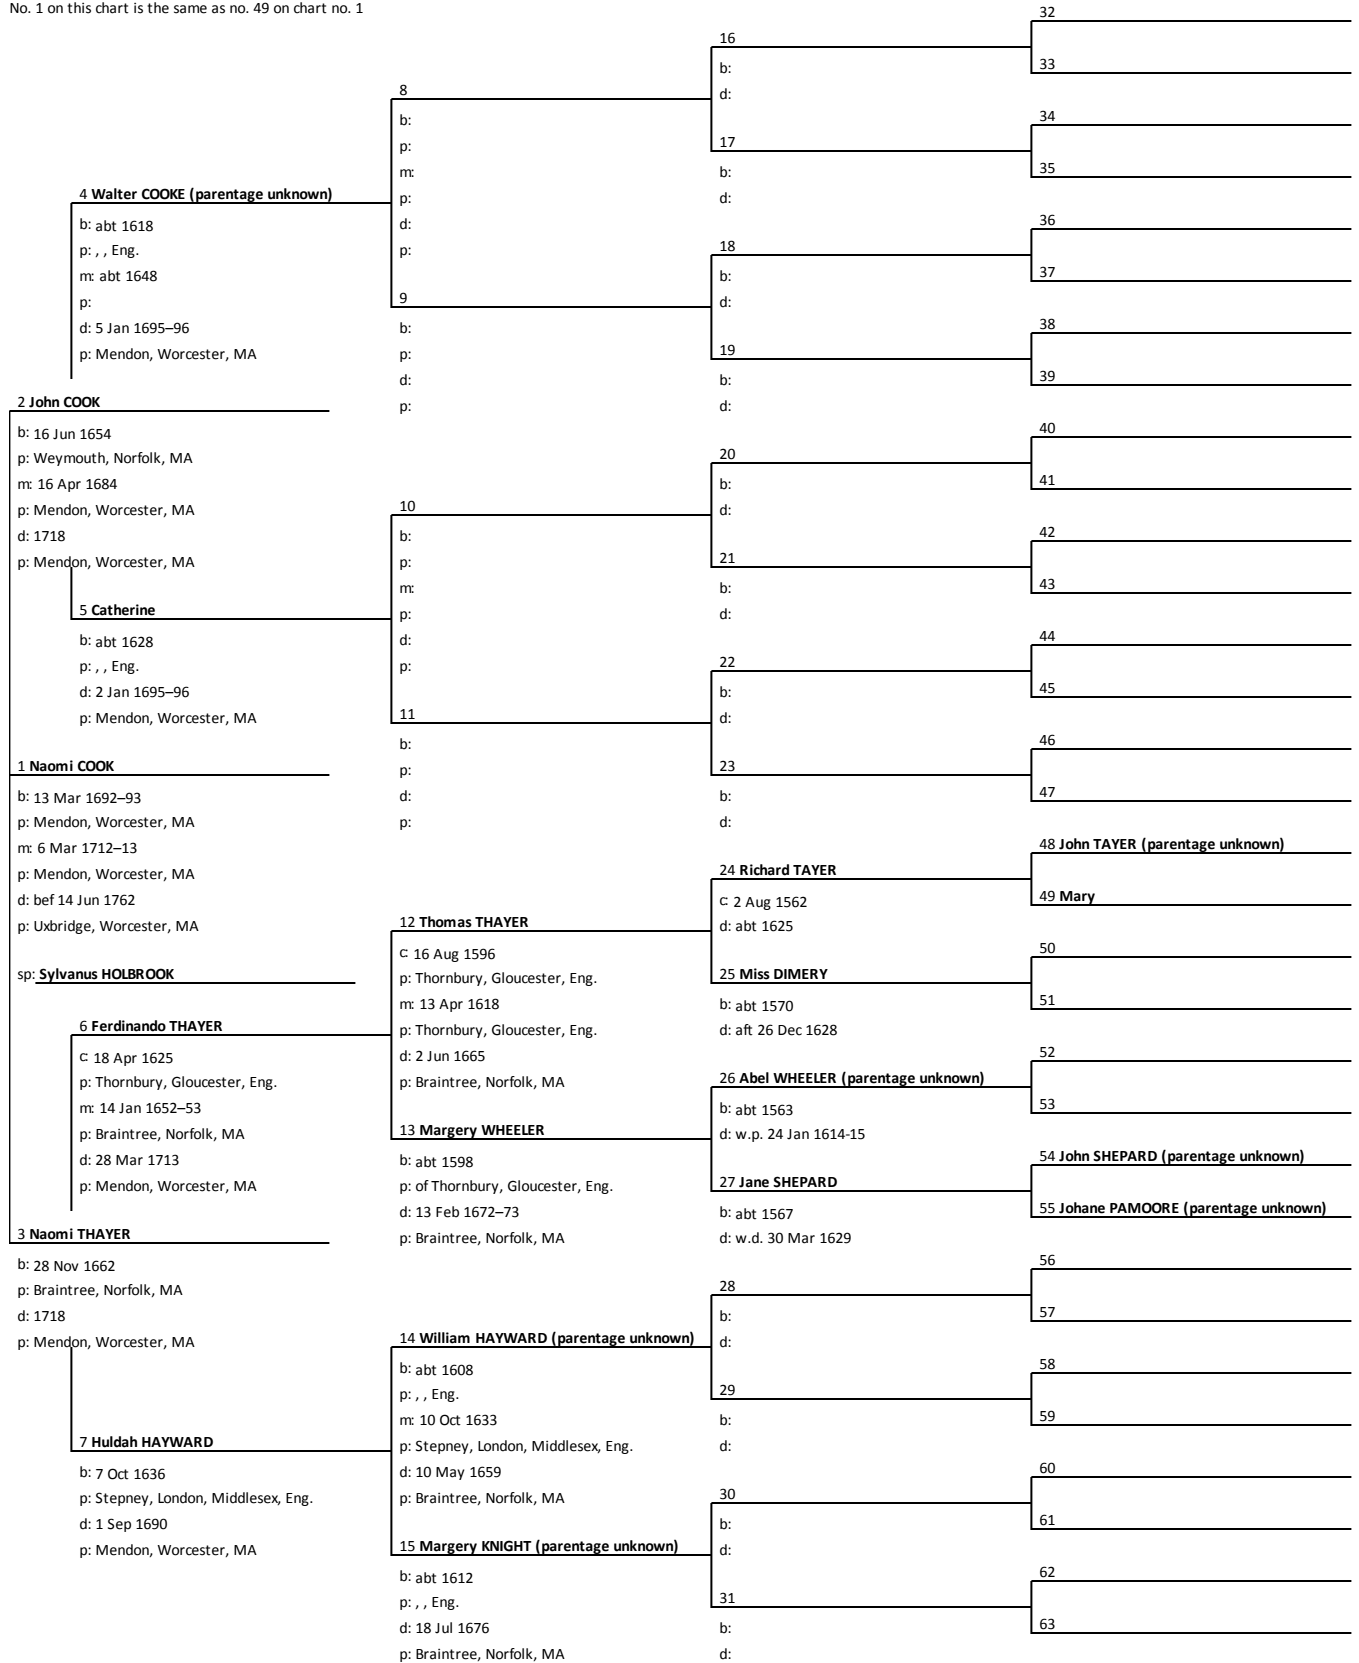 No. 1 on this chart is the same as no. 49 on chart no. 1
4 Walter COOKE (parentage unknown)
b: abt 1618
p: , , Eng.
m: abt 1648
p:
d: 5 Jan 1695–96
p: Mendon, Worcester, MA
2 John COOK
b: 16 Jun 1654
p: Weymouth, Norfolk, MA
m: 16 Apr 1684
p: Mendon, Worcester, MA
d: 1718
p: Mendon, Worcester, MA
5 Catherine
b: abt 1628
p: , , Eng.
d: 2 Jan 1695–96
p: Mendon, Worcester, MA
1 Naomi COOK
b: 13 Mar 1692–93
p: Mendon, Worcester, MA
m: 6 Mar 1712–13
p: Mendon, Worcester, MA
d: bef 14 Jun 1762
p: Uxbridge, Worcester, MA
sp: Sylvanus HOLBROOK
6 Ferdinando THAYER
c: 18 Apr 1625
p: Thornbury, Gloucester, Eng.
m: 14 Jan 1652–53
p: Braintree, Norfolk, MA
d: 28 Mar 1713
p: Mendon, Worcester, MA
3 Naomi THAYER
b: 28 Nov 1662
p: Braintree, Norfolk, MA
d: 1718
p: Mendon, Worcester, MA
7 Huldah HAYWARD
b: 7 Oct 1636
p: Stepney, London, Middlesex, Eng.
d: 1 Sep 1690
p: Mendon, Worcester, MA
8
b:
p:
m:
p:
d:
p:
9
b:
p:
d:
p:
10
b:
p:
m:
p:
d:
p:
11
b:
p:
d:
p:
12 Thomas THAYER
c: 16 Aug 1596
p: Thornbury, Gloucester, Eng.
m: 13 Apr 1618
p: Thornbury, Gloucester, Eng.
d: 2 Jun 1665
p: Braintree, Norfolk, MA
13 Margery WHEELER
b: abt 1598
p: of Thornbury, Gloucester, Eng.
d: 13 Feb 1672–73
p: Braintree, Norfolk, MA
14 William HAYWARD (parentage unknown)
b: abt 1608
p: , , Eng.
m: 10 Oct 1633
p: Stepney, London, Middlesex, Eng.
d: 10 May 1659
p: Braintree, Norfolk, MA
15 Margery KNIGHT (parentage unknown)
b: abt 1612
p: , , Eng.
d: 18 Jul 1676
p: Braintree, Norfolk, MA
16
b:
d:
17
b:
d:
18
b:
d:
19
b:
d:
20
b:
d:
21
b:
d:
22
b:
d:
23
b:
d:
24 Richard TAYER
c: 2 Aug 1562
d: abt 1625
25 Miss DIMERY
b: abt 1570
d: aft 26 Dec 1628
26 Abel WHEELER (parentage unknown)
b: abt 1563
d: w.p. 24 Jan 1614-15
27 Jane SHEPARD
b: abt 1567
d: w.d. 30 Mar 1629
28
b:
d:
29
b:
d:
30
b:
d:
31
b:
d:
32
33
34
35
36
37
38
39
40
41
42
43
44
45
46
47
48 John TAYER (parentage unknown)
49 Mary
50
51
52
53
54 John SHEPARD (parentage unknown)
55 Johane PAMOORE (parentage unknown)
56
57
58
59
60
61
62
63